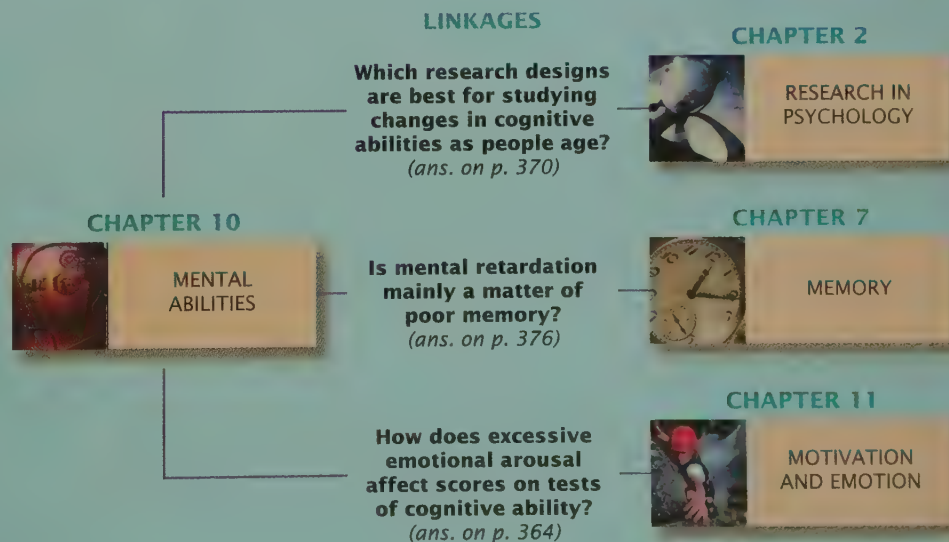 LINKAGES
CHAPTER 10
MENTAL
ABILITIES
Which research designs
are best for studying
changes in cognitive
abilities as people age?
(ans. on p. 370)
CHAPTER 2
RESEARCH IN
PSYCHOLOGY
Is mental retardation
mainly a matter of
poor memory?
(ans. on p. 376)
CHAPTER 7
MEMORY
How does excessive
emotional arousal
affect scores on tests
of cognitive ability?
(ans. on p. 364)
CHAPTER 11
MOTIVATION
AND EMOTION